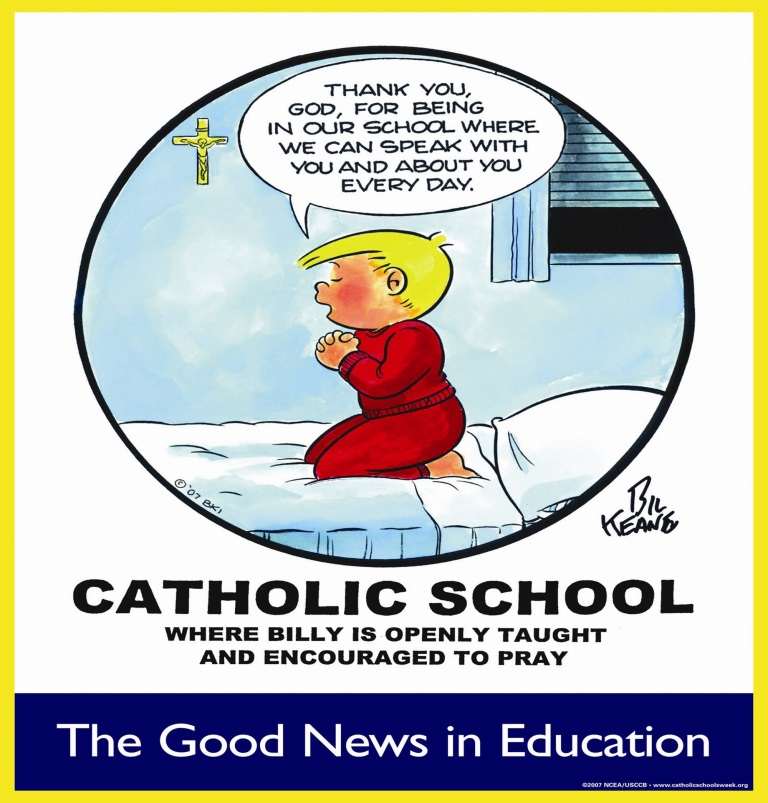 THANK YOU,
GOD, FOR BEING
IN OUR SCHOOL WHERE
WE CAN SPEAK WITH
YOU AND ABOUT YOU
EVERY DAY.
© '07 BKI
BIL
KEANE
CATHOLIC SCHOOL
WHERE BILLY IS OPENLY TAUGHT
AND ENCOURAGED TO PRAY
The Good News in Education
©2007 NCEA/USCCB - www.catholicschoolsweek.org